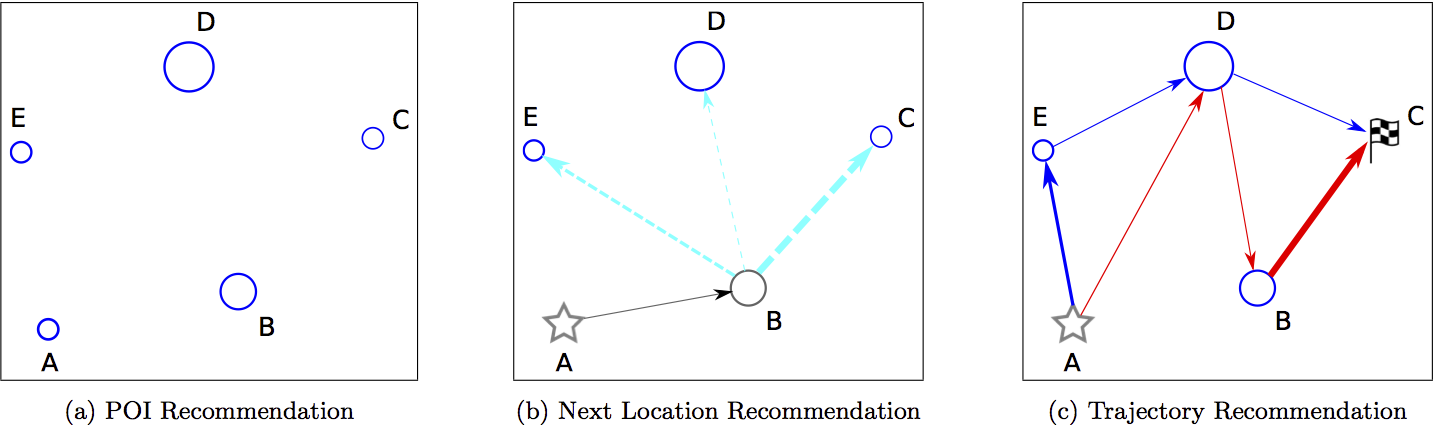 D
E
C
B
A
(a) POI Recommendation
D
E
C
B
A
(b) Next Location Recommendation
D
E
C
B
A
(c) Trajectory Recommendation